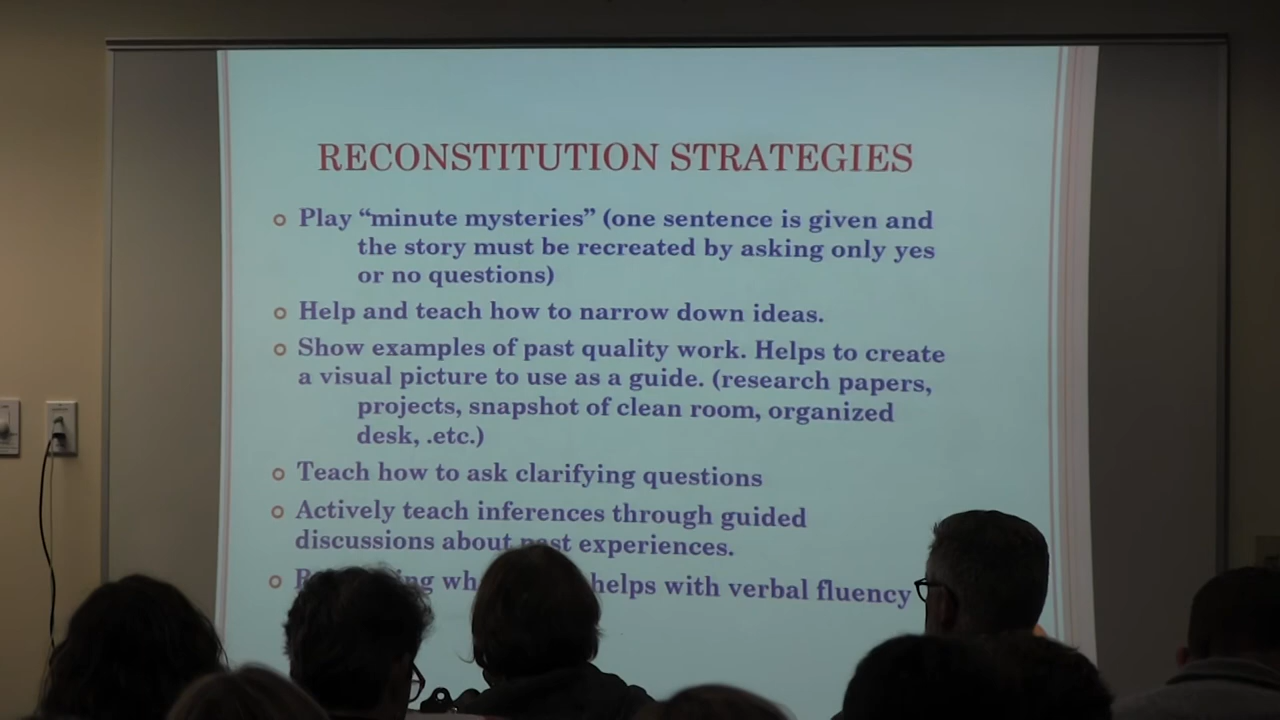 RECONSTITUTION STRATEGIES
Play “minute mysteries” (one sentence is given and
the story must be recreated by asking only yes
or no questions)
Help and teach how to narrow down ideas.
Show examples of past quality work. Helps to create
a visual picture to use as a guide. (research papers,
projects, snapshot of clean room, organized
desk, .etc.)
Teach how to ask clarifying questions
Actively teach inferences through guided
discussions about past experiences.
helps with verbal fluency